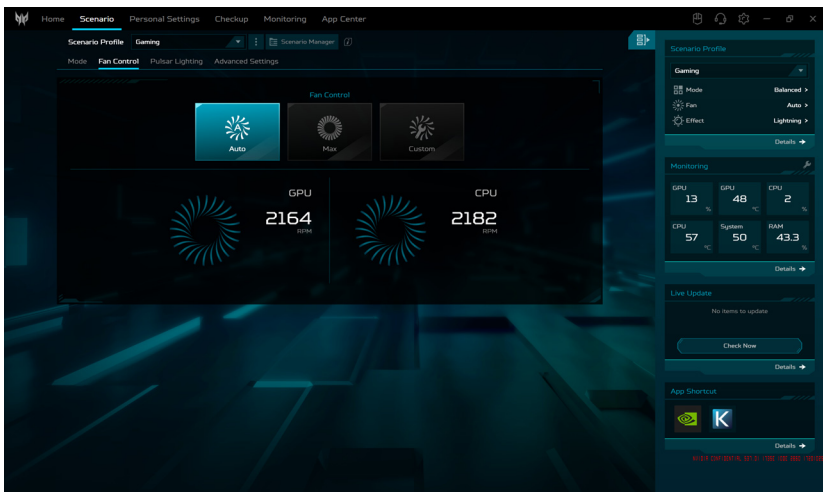 Home Scenario Personal Settings Checkup Monitoring App Center
Scenario Profile Gaming Scenario Manager
Mode Fan Control Pulsar Lighting Advanced Settings
Fan Control
Auto Max Custom
GPU
2164
RPM
CPU
2182
RPM
Scenario Profile
Gaming
Mode Balanced >
Fan Auto >
Effect Lightning >
Details →
Monitoring
GPU
13
%
GPU
48
°C
CPU
2
%
CPU
57
°C
System
50
°C
RAM
43.3
%
Details →
Live Update
No items to update
Check Now
Details →
App Shortcut
K
Details →